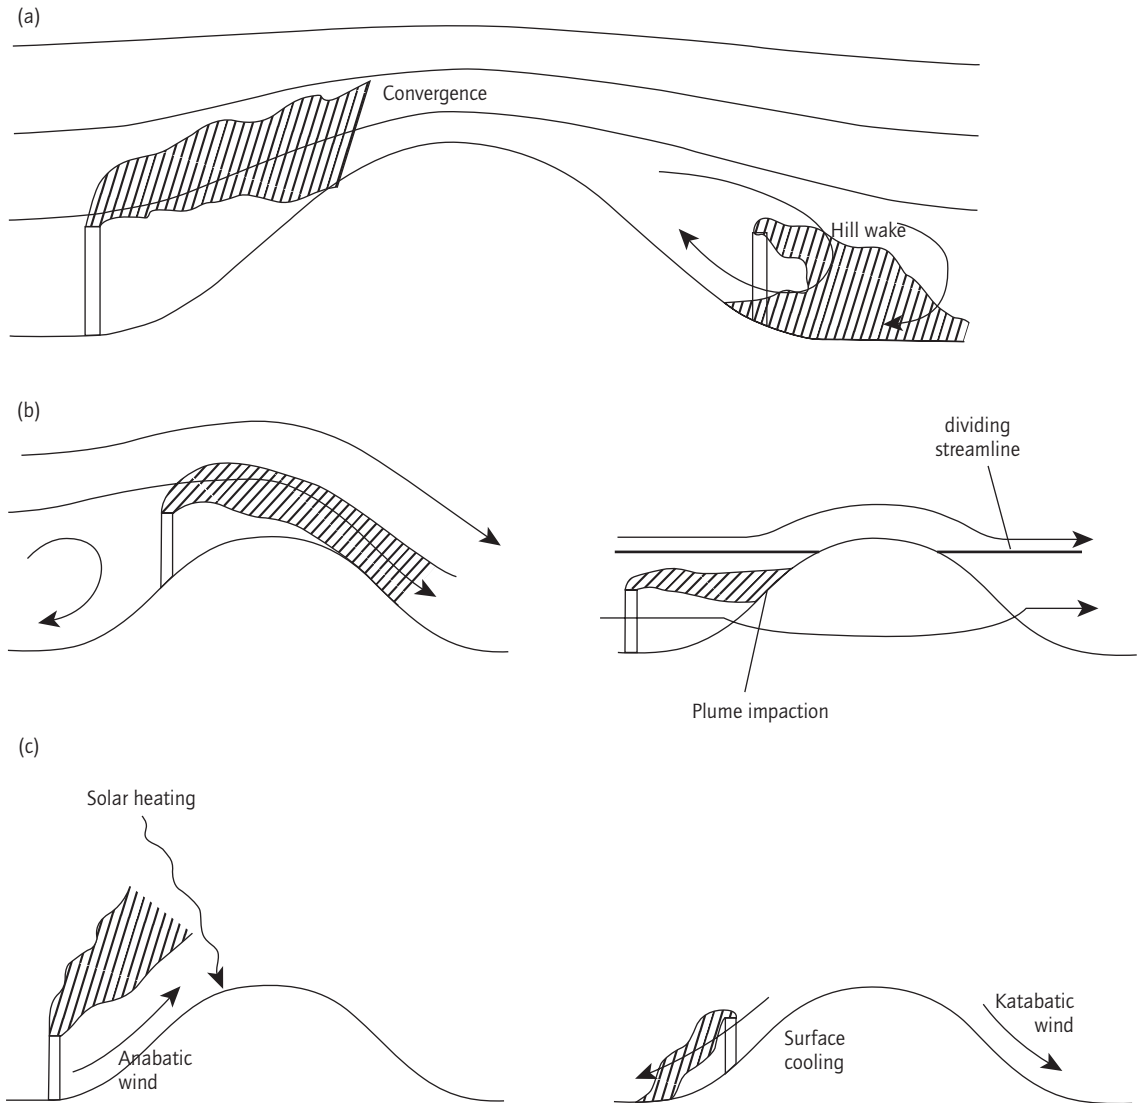 (a)
Convergence
Hill wake
(b)
dividing
streamline
Plume impaction
(c)
Solar heating
Anabatic
wind
Surface
cooling
Katabatic
wind